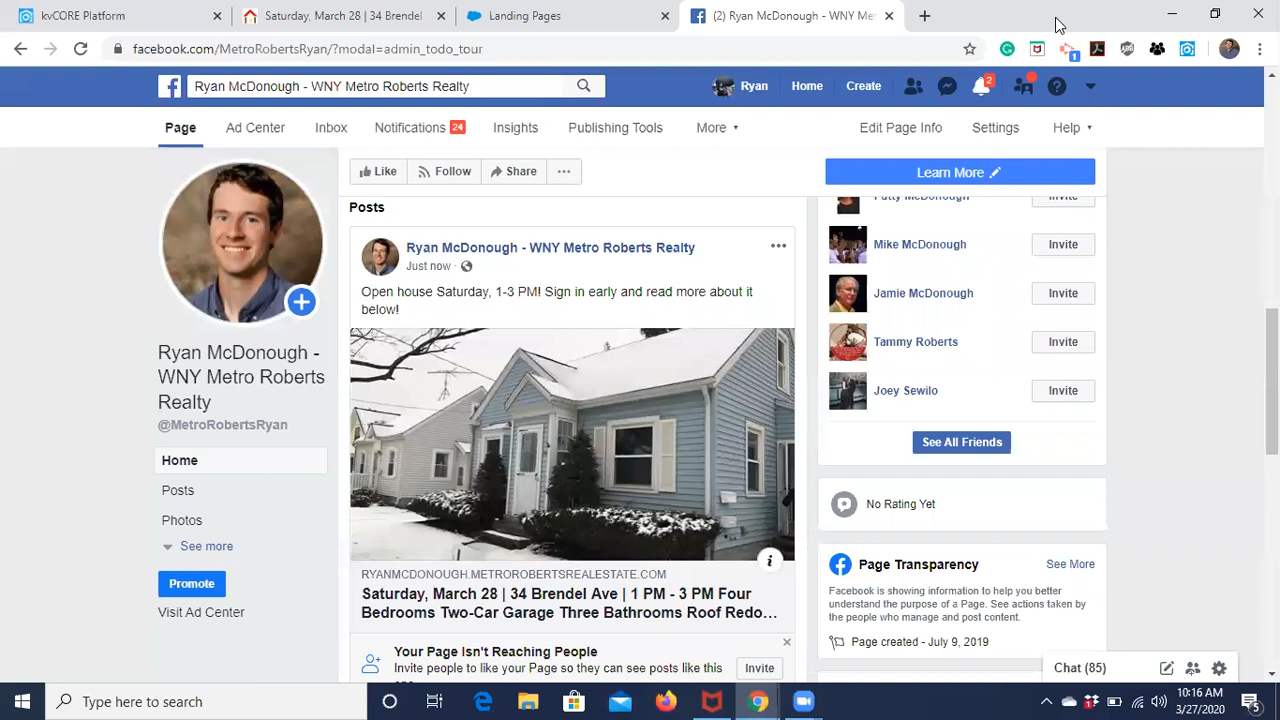 kvCORE Platform
Saturday, March 28 | 34 Brendel
Landing Pages
(2) Ryan McDonough - WNY Me
facebook.com/MetroRobertsRyan/?modal=admin_todo_tour
Ryan McDonough - WNY Metro Roberts Realty
Ryan
Home
Create
2
Page
Ad Center
Inbox
Notifications 24
Insights
Publishing Tools
More
Edit Page Info
Settings
Help
Like
Follow
Share
Learn More
Posts
Ryan McDonough - WNY Metro Roberts Realty
Just now ·
Open house Saturday, 1-3 PM! Sign in early and read more about it
below!
RYANMCDONOUGH.METROROBERTSREALESTATE.COM
Saturday, March 28 | 34 Brendel Ave | 1 PM - 3 PM Four
Bedrooms Two-Car Garage Three Bathrooms Roof Redo...
Your Page Isn't Reaching People
Invite people to like your Page so they can see posts like this
Invite
Ryan McDonough -
WNY Metro Roberts
Realty
@MetroRobertsRyan
Home
Posts
Photos
See more
Promote
Visit Ad Center
Patty McDonough
Invite
Mike McDonough
Invite
Jamie McDonough
Invite
Tammy Roberts
Invite
Joey Sewilo
Invite
See All Friends
No Rating Yet
Page Transparency
See More
Facebook is showing information to help you better
understand the purpose of a Page. See actions taken by
the people who manage and post content.
Page created - July 9, 2019
Chat (85)
Type here to search
10:16 AM
3/27/2020
5